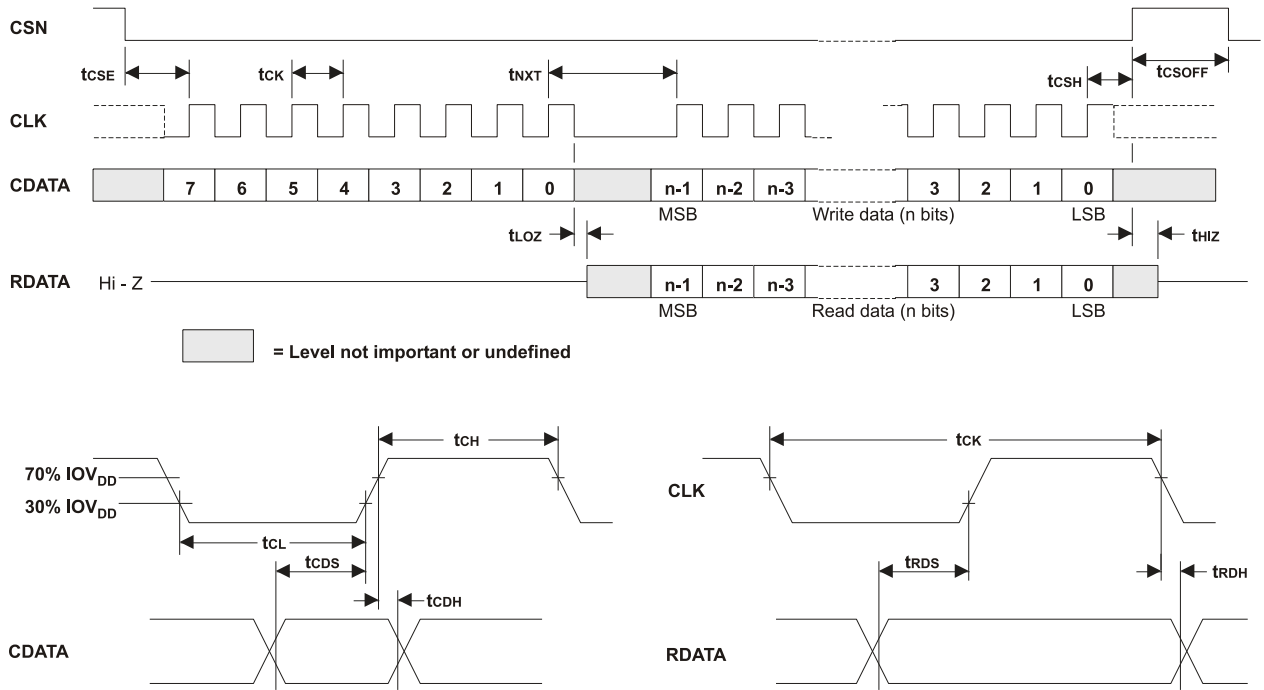 CSN
tCSE tCK tNXT tCSH tCSOFF
CLK
CDATA 7 6 5 4 3 2 1 0 n-1 n-2 n-3 3 2 1 0
MSB Write data (n bits) LSB
tLOZ tHIZ
RDATA Hi - Z n-1 n-2 n-3 3 2 1 0
MSB Read data (n bits) LSB
= Level not important or undefined
tCH tCK
70% IOVDD
30% IOVDD
CLK
tCL
tCDS tRDS
tCDH tRDH
CDATA RDATA